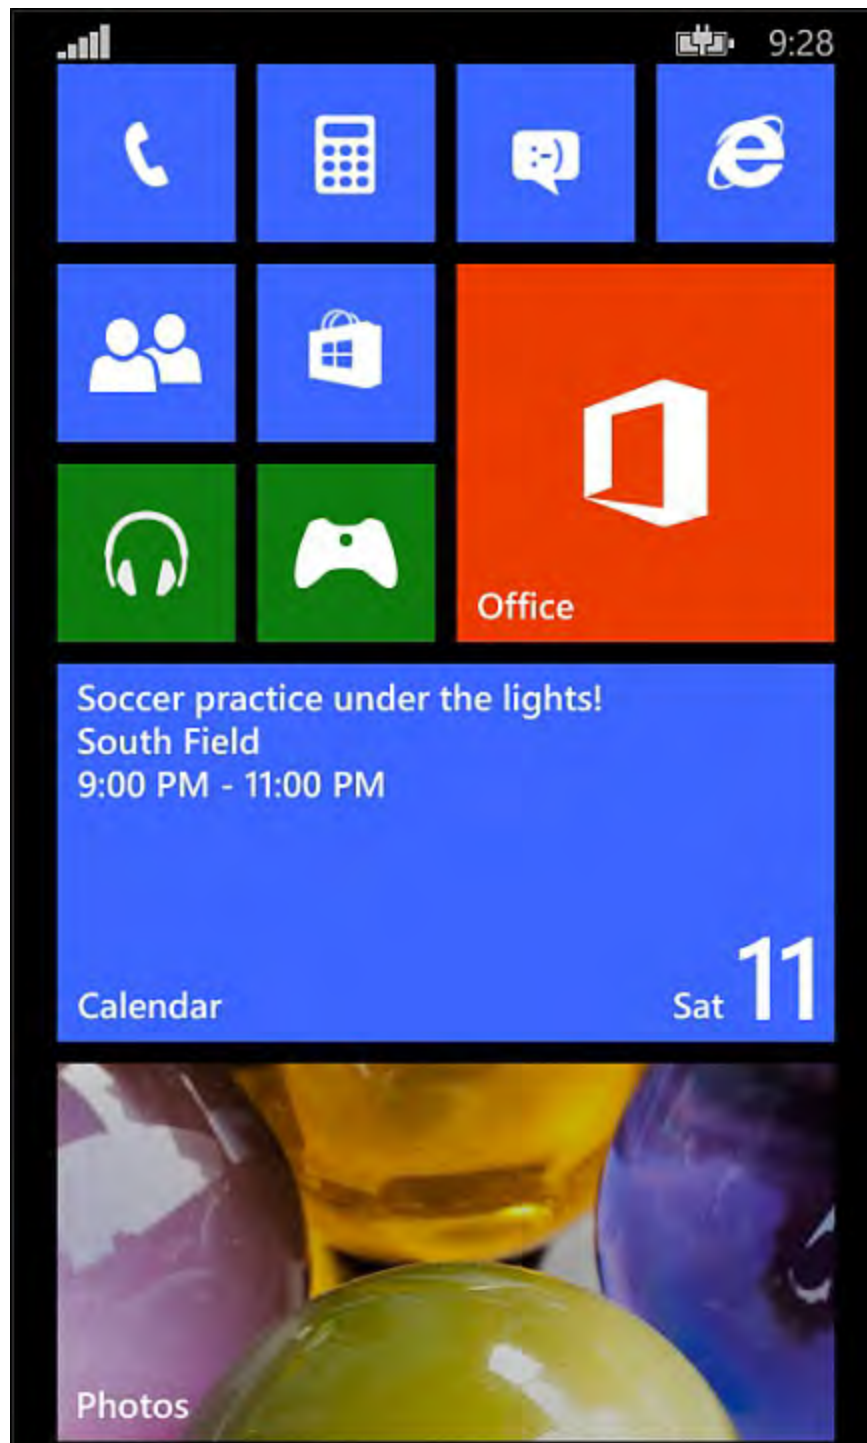 9:28
:-)
Office
Soccer practice under the lights!
South Field
9:00 PM - 11:00 PM
Calendar
Sat 11
Photos